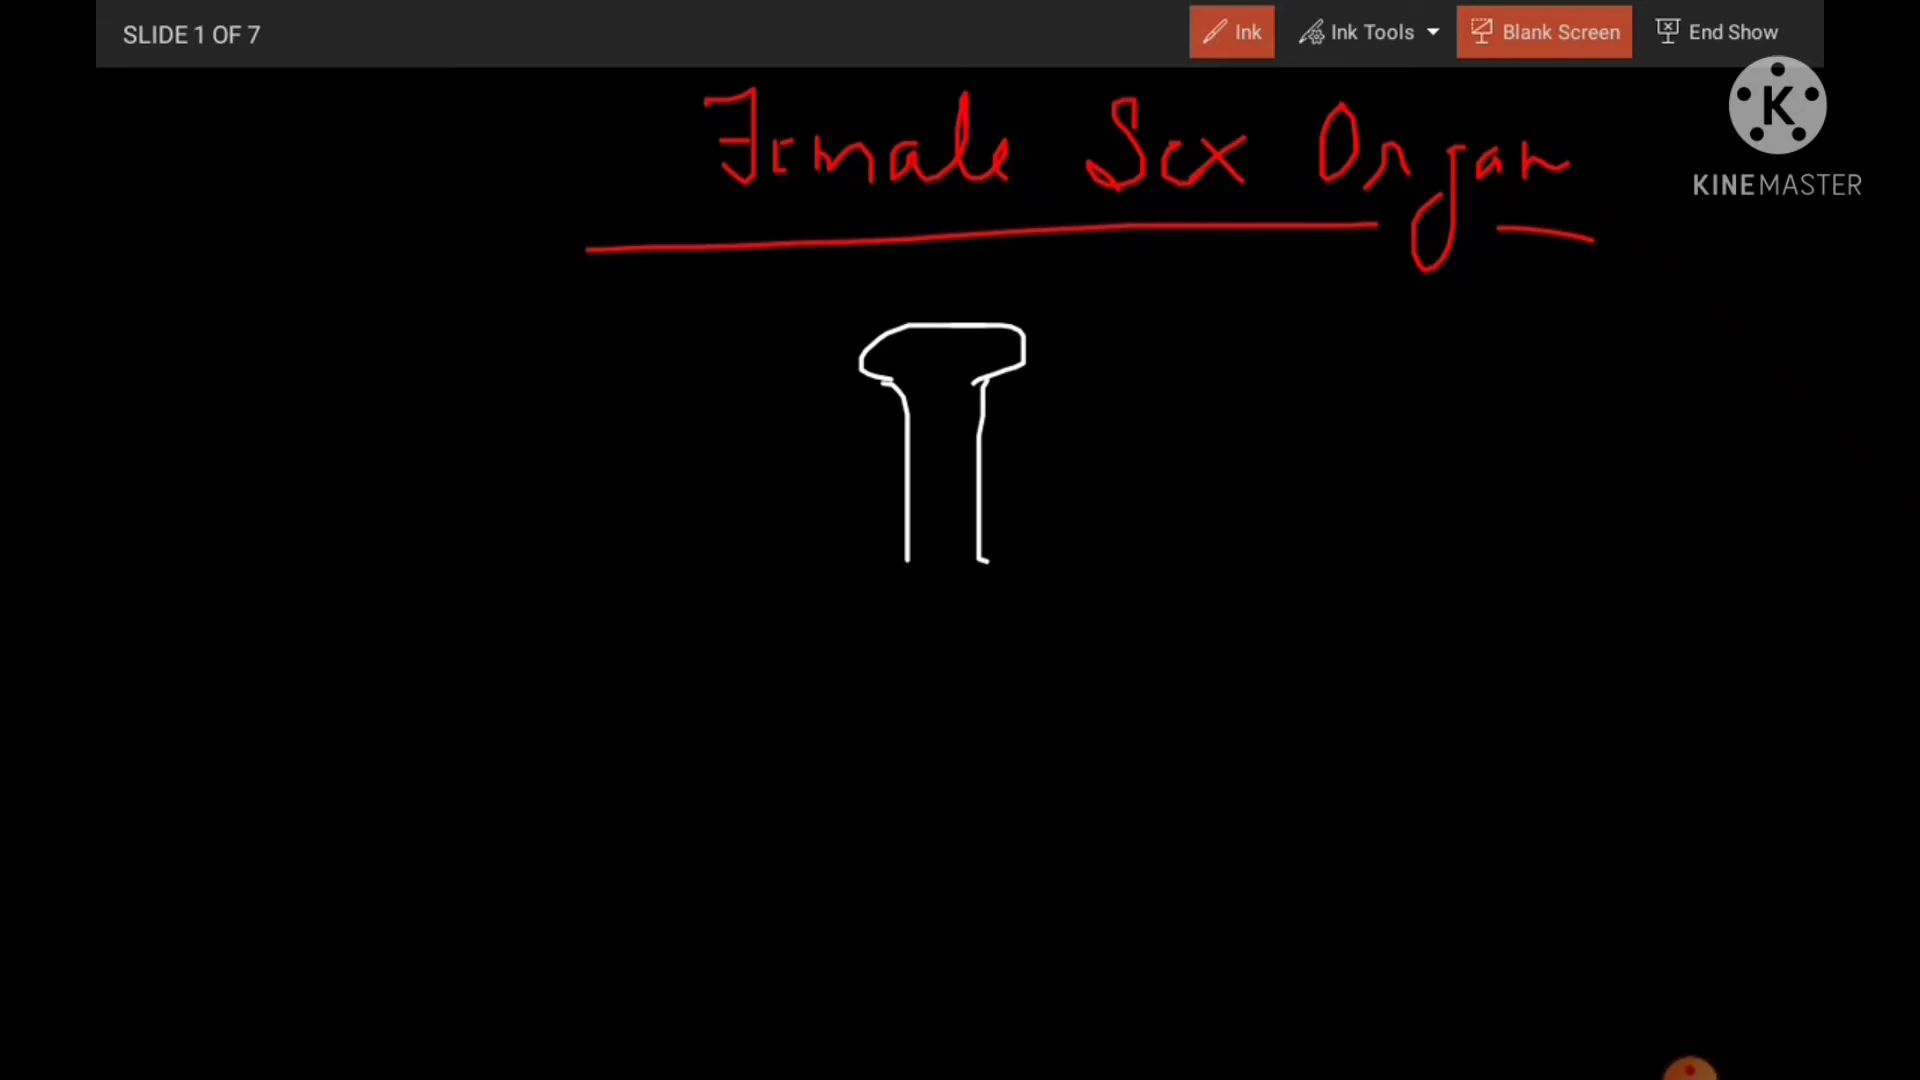 SLIDE 1 OF 7
Ink
Ink Tools
Blank Screen
End Show
K
KINEMASTER
Female Sex Organ